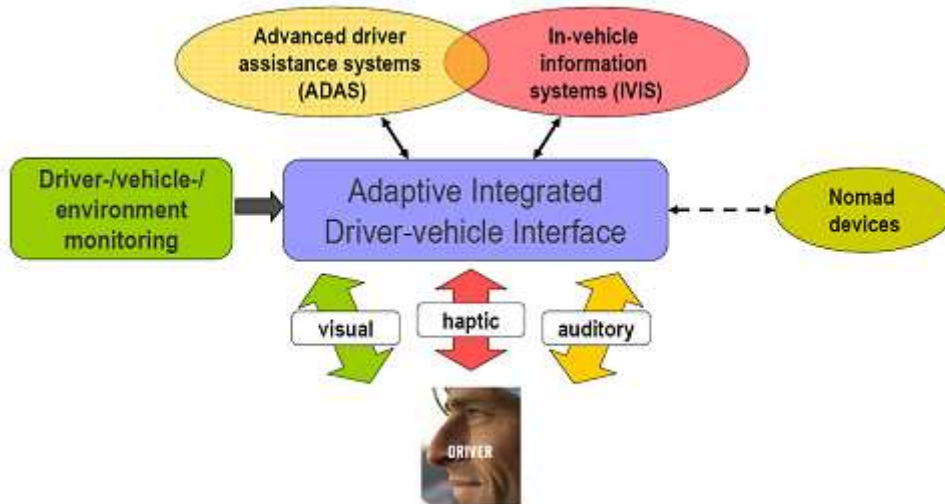 Advanced driver
assistance systems
(ADAS)
In-vehicle
information
systems (IVIS)
Driver-/vehicle-/
environment
monitoring
Adaptive Integrated
Driver-vehicle Interface
Nomad
devices
visual
haptic
auditory
DRIVER